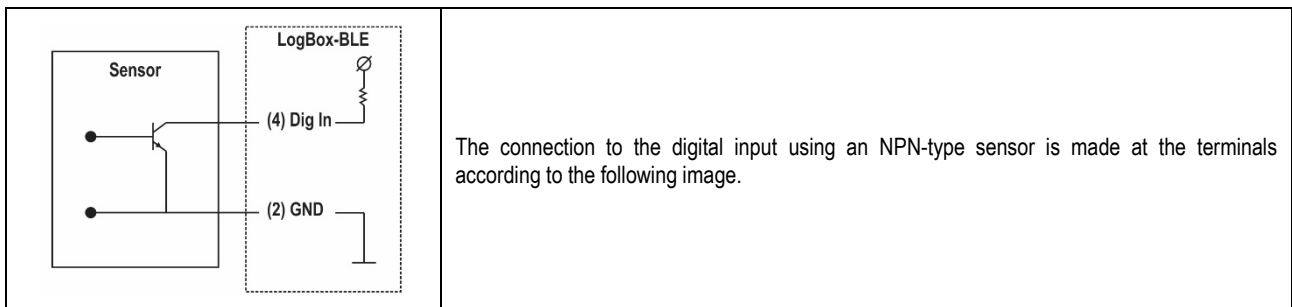 LogBox-BLE
Sensor
(4) Dig In
(2) GND
The connection to the digital input using an NPN-type sensor is made at the terminals
according to the following image.